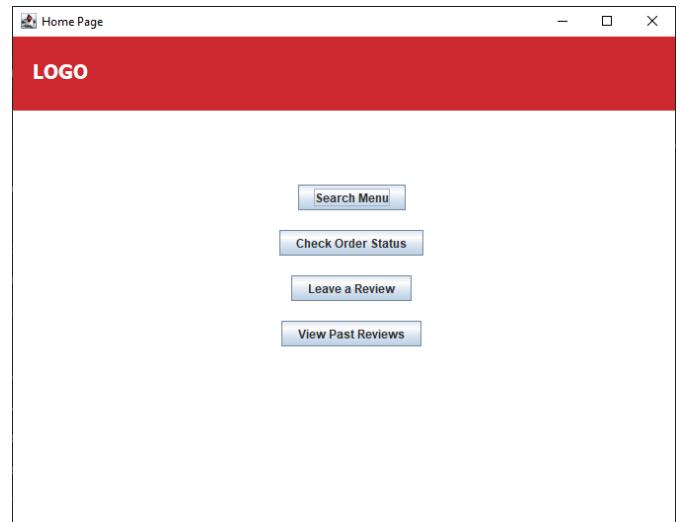 Home Page
LOGO
Search Menu
Check Order Status
Leave a Review
View Past Reviews